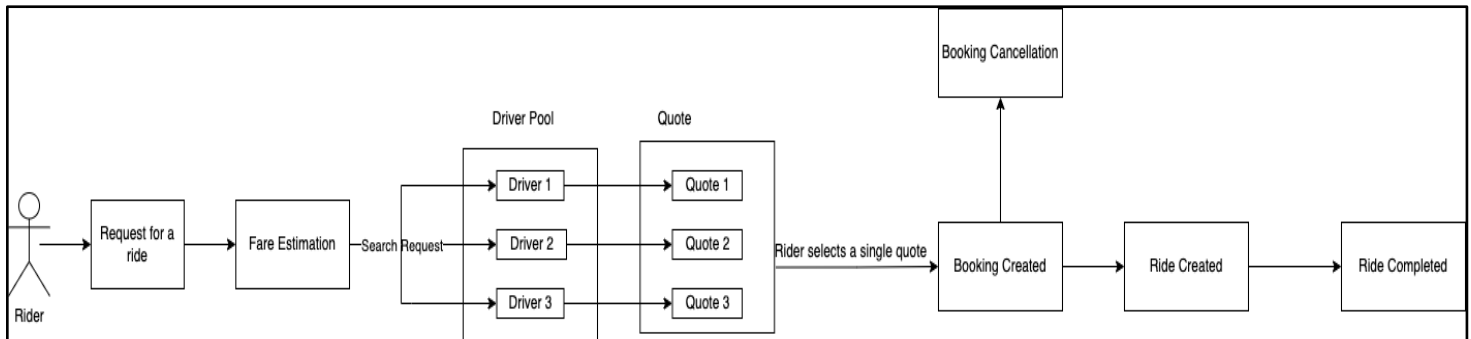 Booking Cancellation
Driver Pool
Quote
Driver 1
Quote 1
Request for a
ride
Fare Estimation
Search Request
Driver 2
Quote 2
Rider selects a single quote
Booking Created
Ride Created
Ride Completed
Driver 3
Quote 3
Rider